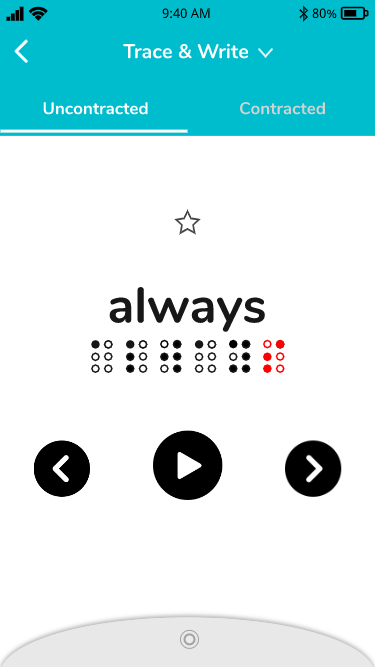 9:40 AM 80%
Trace & Write
Uncontracted Contracted
always
⠁⠇⠺⠁⠽⠎